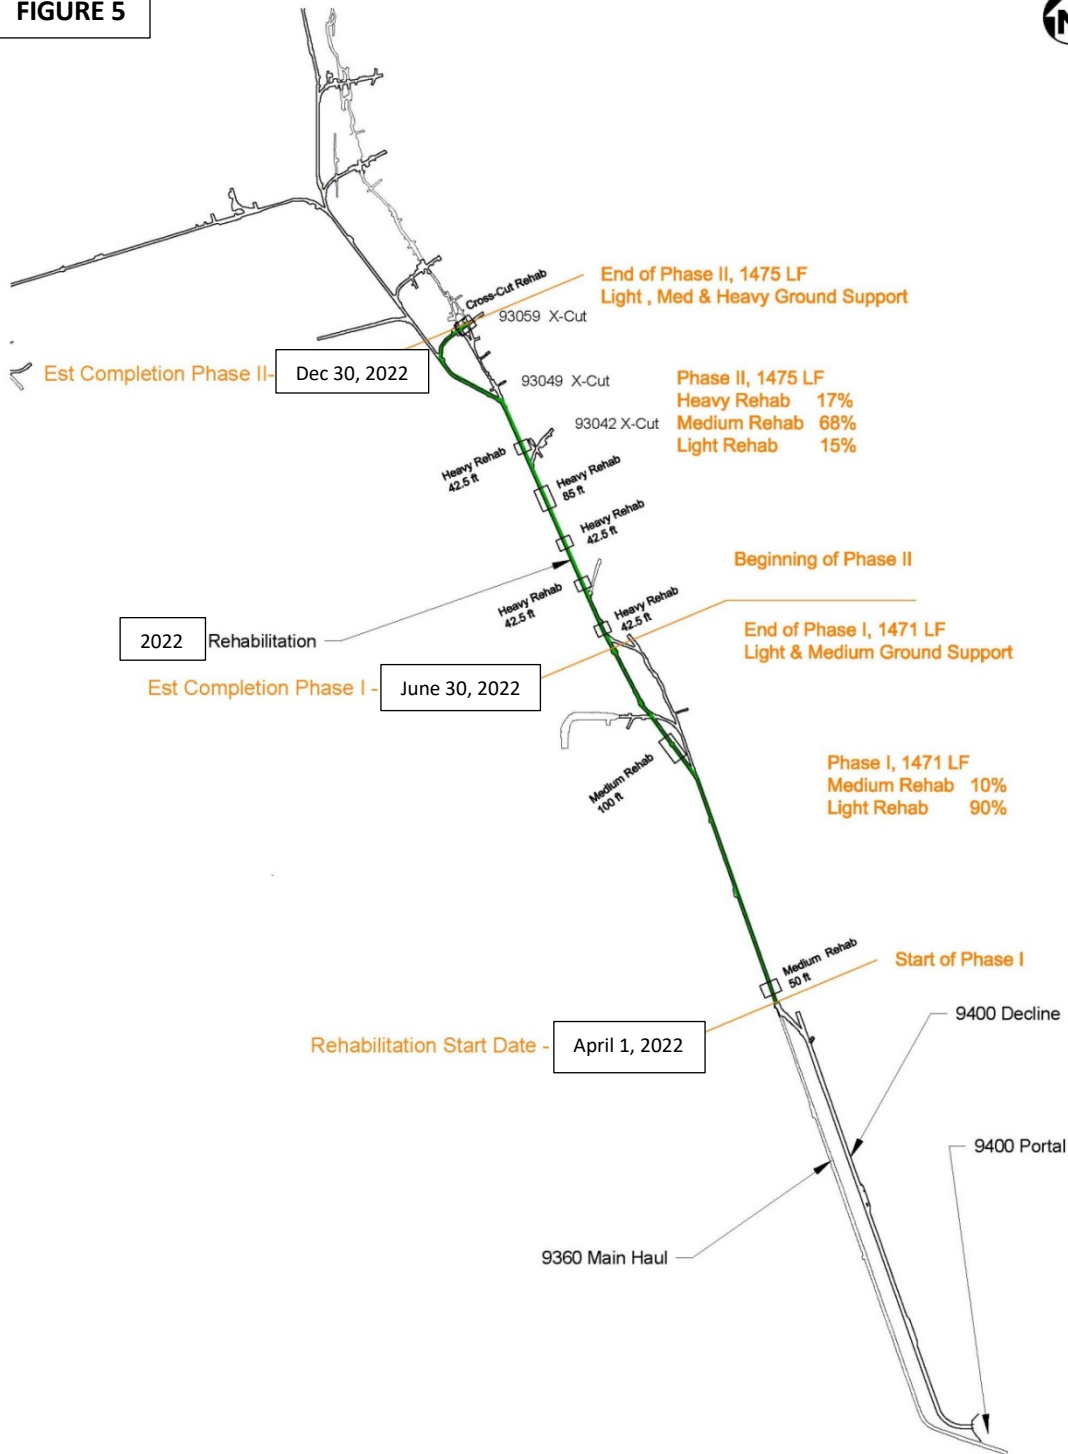 FIGURE 5
N
Cross-Cut Rehab
End of Phase II, 1475 LF
Light , Med & Heavy Ground Support
93059 X-Cut
Est Completion Phase II-
Dec 30, 2022
93049 X-Cut
Phase II, 1475 LF
Heavy Rehab 17%
Medium Rehab 68%
Light Rehab 15%
93042 X-Cut
Heavy Rehab
42.5 ft
Heavy Rehab
85 ft
Heavy Rehab
42.5 ft
Beginning of Phase II
Heavy Rehab
42.5 ft
Heavy Rehab
42.5 ft
2022 Rehabilitation
End of Phase I, 1471 LF
Light & Medium Ground Support
Est Completion Phase I -
June 30, 2022
Medium Rehab
100 ft
Phase I, 1471 LF
Medium Rehab 10%
Light Rehab 90%
Medium Rehab
50 ft
Start of Phase I
9400 Decline
Rehabilitation Start Date -
April 1, 2022
9400 Portal
9360 Main Haul